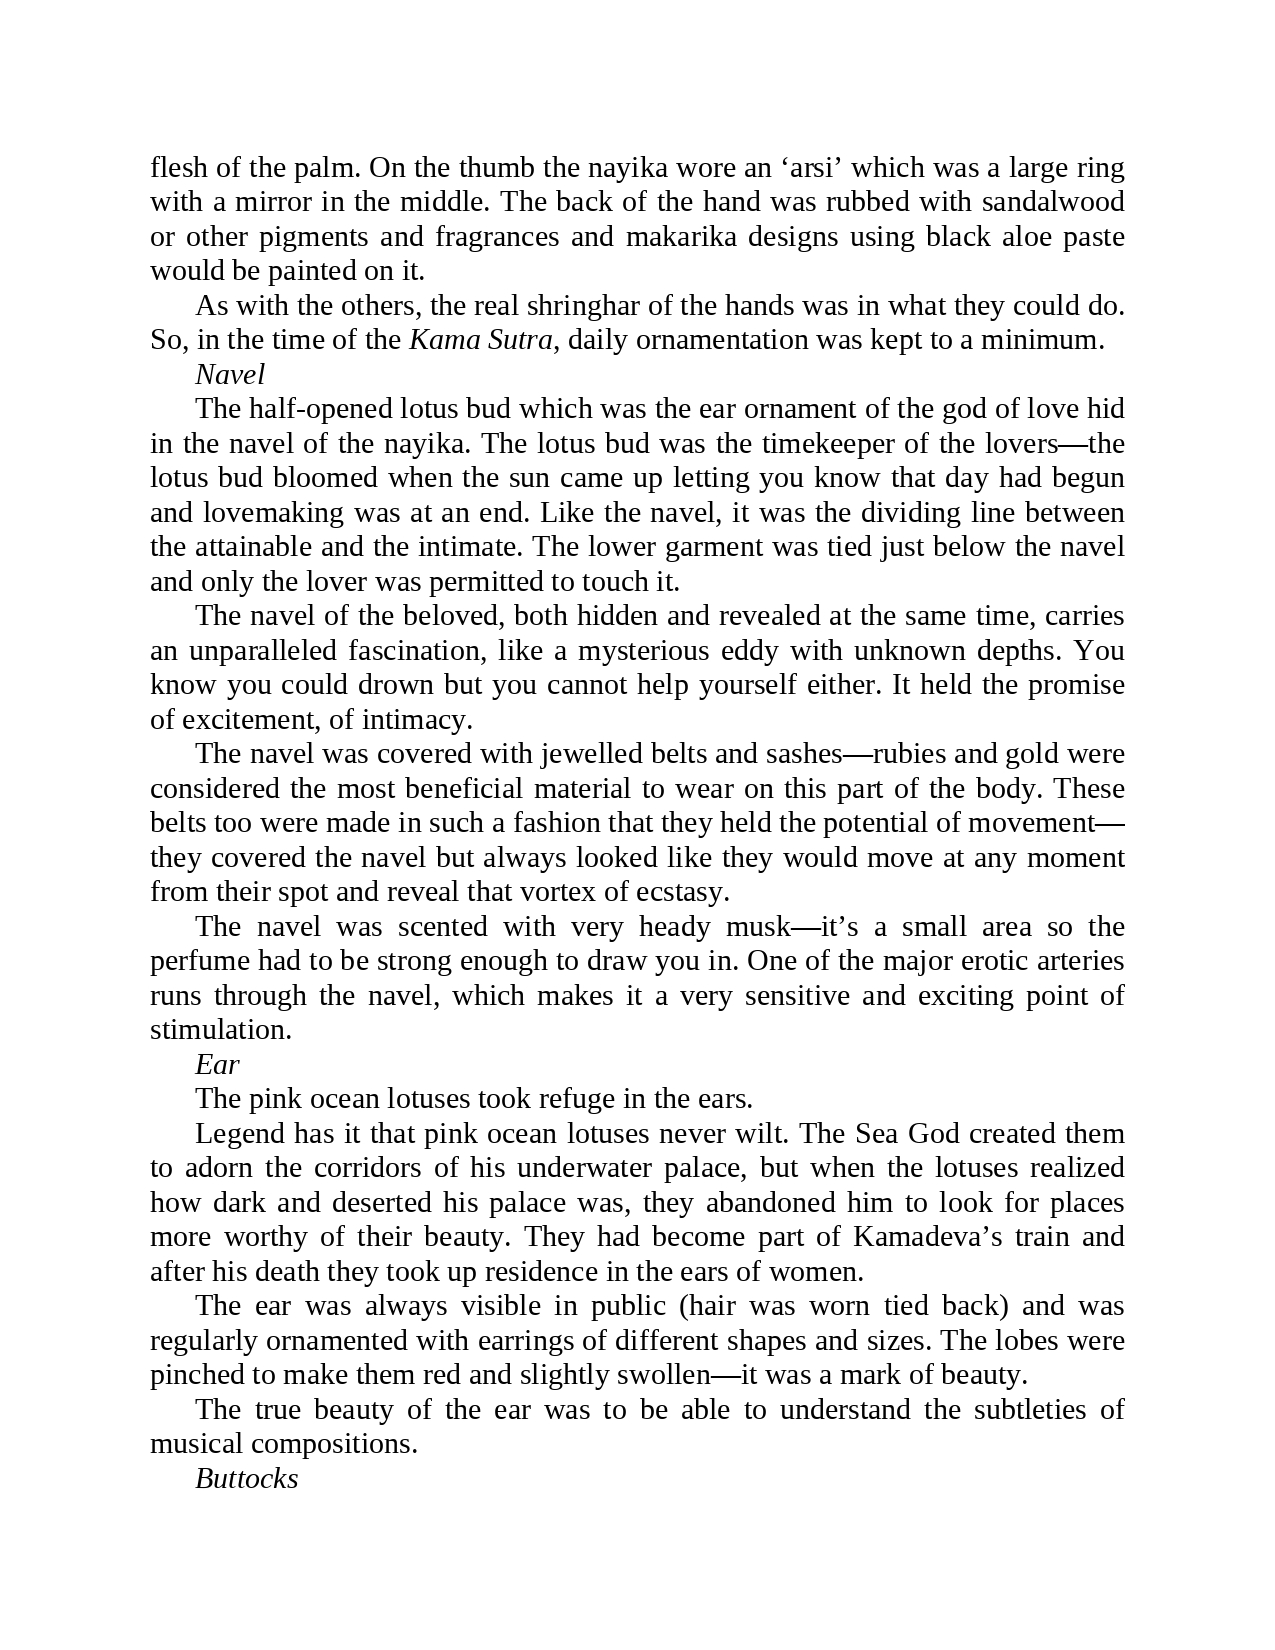 flesh of the palm. On the thumb the nayika wore an ‘arsi’ which was a large ring
with a mirror in the middle. The back of the hand was rubbed with sandalwood
or other pigments and fragrances and makarika designs using black aloe paste
would be painted on it.
As with the others, the real shringhar of the hands was in what they could do.
So, in the time of the Kama Sutra, daily ornamentation was kept to a minimum.
Navel
The half-opened lotus bud which was the ear ornament of the god of love hid
in the navel of the nayika. The lotus bud was the timekeeper of the lovers—the
lotus bud bloomed when the sun came up letting you know that day had begun
and lovemaking was at an end. Like the navel, it was the dividing line between
the attainable and the intimate. The lower garment was tied just below the navel
and only the lover was permitted to touch it.
The navel of the beloved, both hidden and revealed at the same time, carries
an unparalleled fascination, like a mysterious eddy with unknown depths. You
know you could drown but you cannot help yourself either. It held the promise
of excitement, of intimacy.
The navel was covered with jewelled belts and sashes—rubies and gold were
considered the most beneficial material to wear on this part of the body. These
belts too were made in such a fashion that they held the potential of movement—
they covered the navel but always looked like they would move at any moment
from their spot and reveal that vortex of ecstasy.
The navel was scented with very heady musk—it’s a small area so the
perfume had to be strong enough to draw you in. One of the major erotic arteries
runs through the navel, which makes it a very sensitive and exciting point of
stimulation.
Ear
The pink ocean lotuses took refuge in the ears.
Legend has it that pink ocean lotuses never wilt. The Sea God created them
to adorn the corridors of his underwater palace, but when the lotuses realized
how dark and deserted his palace was, they abandoned him to look for places
more worthy of their beauty. They had become part of Kamadeva’s train and
after his death they took up residence in the ears of women.
The ear was always visible in public (hair was worn tied back) and was
regularly ornamented with earrings of different shapes and sizes. The lobes were
pinched to make them red and slightly swollen—it was a mark of beauty.
The true beauty of the ear was to be able to understand the subtleties of
musical compositions.
Buttocks